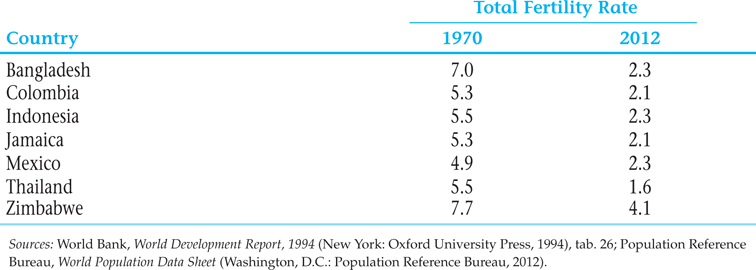 Total Fertility Rate
Country 1970 2012
Bangladesh 7.0 2.3
Colombia 5.3 2.1
Indonesia 5.5 2.3
Jamaica 5.3 2.1
Mexico 4.9 2.3
Thailand 5.5 1.6
Zimbabwe 7.7 4.1
Sources: World Bank, World Development Report, 1994 (New York: Oxford University Press, 1994), tab. 26; Population Reference
Bureau, World Population Data Sheet (Washington, D.C.: Population Reference Bureau, 2012).